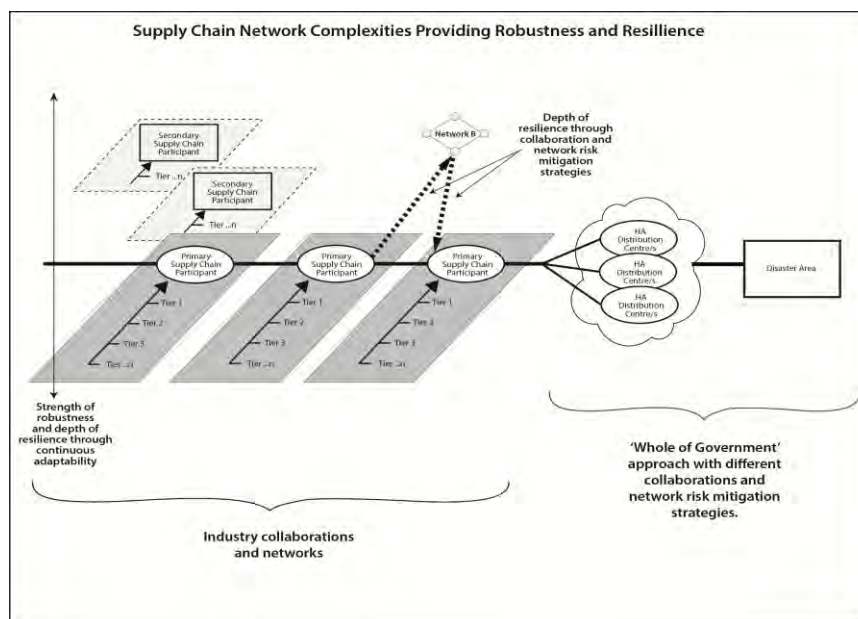 Supply Chain Network Complexities Providing Robustness and Resillience
Secondary
Supply Chain
Participant
Tier ...n
Secondary
Supply Chain
Participant
Tier ...n
Network B
Depth of
resilience through
collaboration and
network risk
mitigation
strategies
Primary
Supply Chain
Participant
Tier 1
Tier 2
Tier 3
Tier ...n
Primary
Supply Chain
Participant
Tier 1
Tier 2
Tier 3
Tier ...n
Primary
Supply Chain
Participant
Tier 1
Tier 2
Tier 3
Tier ...n
HA
Distribution
Centre/s
HA
Distribution
Centre/s
HA
Distribution
Centre/s
Disaster Area
Strength of
robustness
and depth of
resilience through
continuous
adaptability
Industry collaborations
and networks
'Whole of Government'
approach with different
collaborations and
network risk mitigation
strategies.